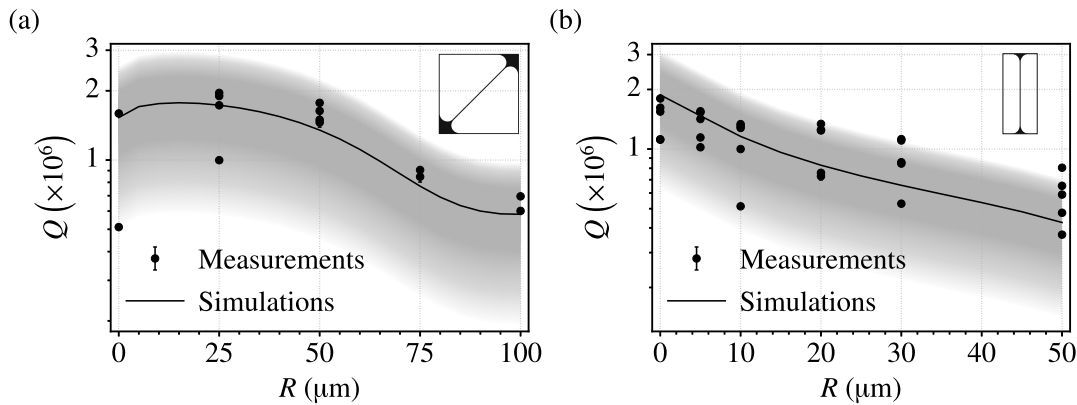 (a)
3
2
1
Q (×10⁶)
Measurements
Simulations
0 25 50 75 100
R (μm)
(b)
3
2
1
Q (×10⁶)
Measurements
Simulations
0 10 20 30 40 50
R (μm)